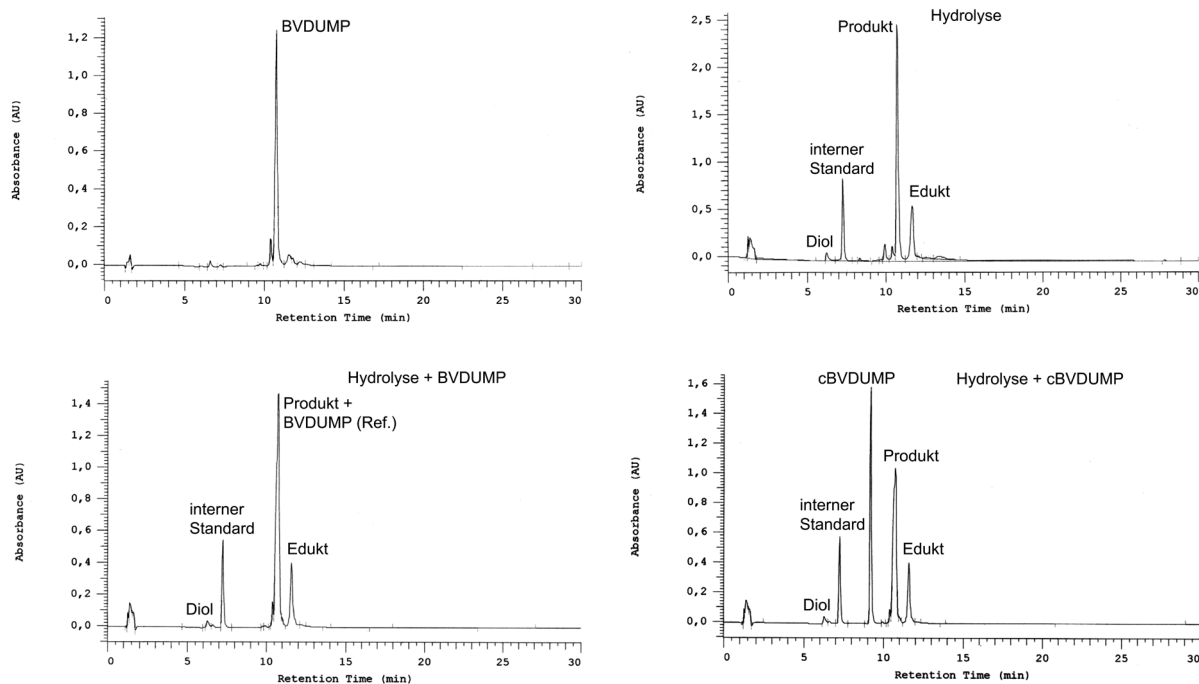 BVDUMP
Absorbance (AU)
1,2
1,0
0,8
0,6
0,4
0,2
0,0
0 5 10 15 20 25 30
Retention Time (min)
Hydrolyse
Produkt
interner
Standard
Edukt
Diol
Absorbance (AU)
2,5
2,0
1,5
1,0
0,5
0,0
0 5 10 15 20 25 30
Retention Time (min)
Hydrolyse + BVDUMP
Produkt +
BVDUMP (Ref.)
interner
Standard
Edukt
Diol
Absorbance (AU)
1,4
1,2
1,0
0,8
0,6
0,4
0,2
0,0
0 5 10 15 20 25 30
Retention Time (min)
cBVDUMP
Hydrolyse + cBVDUMP
Produkt
interner
Standard
Edukt
Diol
Absorbance (AU)
1,6
1,4
1,2
1,0
0,8
0,6
0,4
0,2
0,0
0 5 10 15 20 25 30
Retention Time (min)